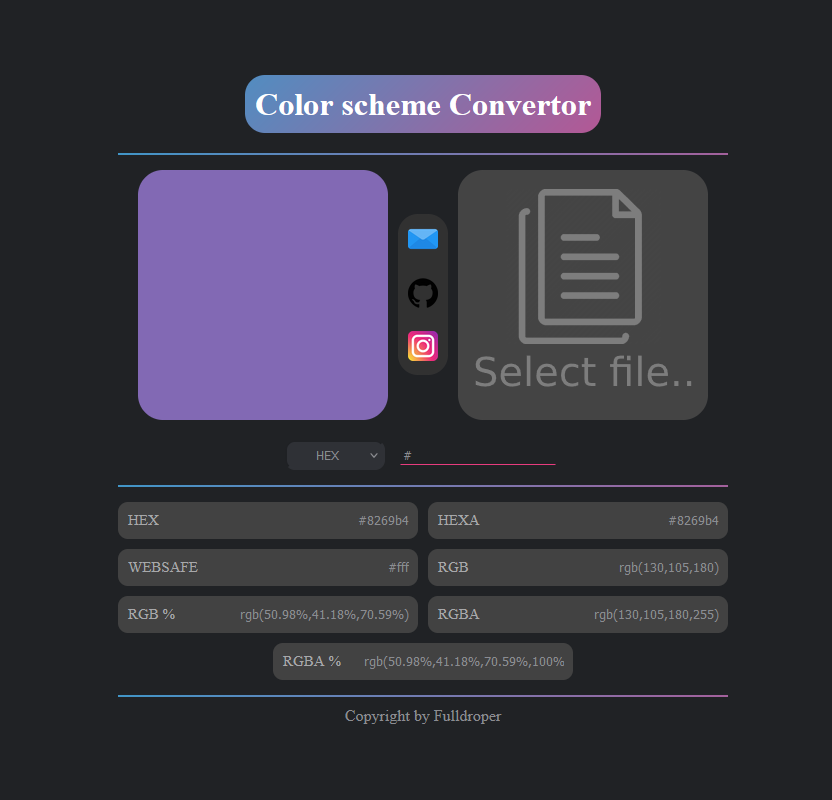 Color scheme Convertor
Select file..
HEX #
HEX #8269b4
HEXA #8269b4
WEBSAFE #fff
RGB rgb(130,105,180)
RGB % rgb(50.98%,41.18%,70.59%)
RGBA rgb(130,105,180,255)
RGBA % rgb(50.98%,41.18%,70.59%,100%
Copyright by Fulldroper